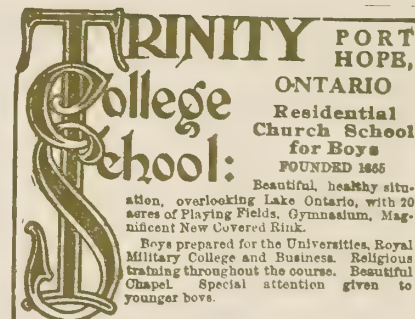 TRINITY
College
School:
PORT
HOPE,
ONTARIO
Residential
Church School
for Boys
FOUNDED 1865
Beautiful, healthy situ-
ation, overlooking Lake Ontario, with 20
acres of Playing Fields, Gymnasium, Mag-
nificent New Covered Rink.
Boys prepared for the Universities, Royal
Military College and Business. Religious
training throughout the course. Beautiful
Chapel. Special attention given to
younger boys.